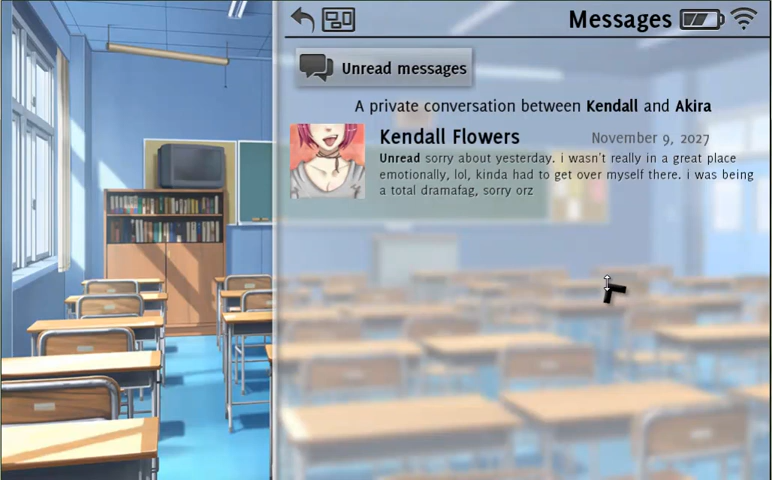 Messages
Unread messages
A private conversation between Kendall and Akira
Kendall Flowers
November 9, 2027
Unread sorry about yesterday. i wasn't really in a great place
emotionally, lol, kinda had to get over myself there. i was being
a total dramafag, sorry orz